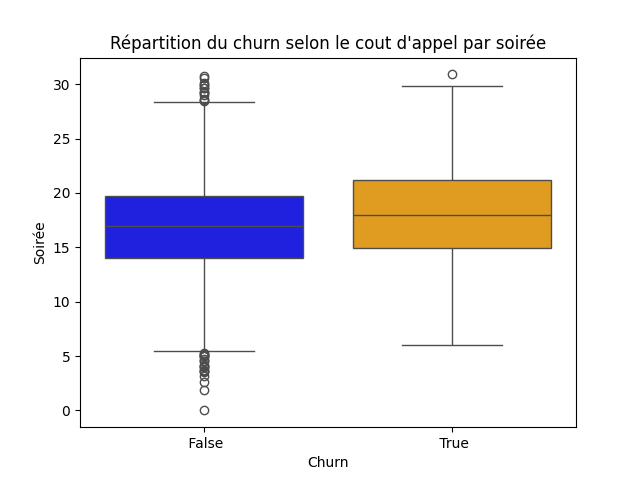 Répartition du churn selon le cout d'appel par soirée
30
25
20
15
10
5
0
Soirée
False
True
Churn